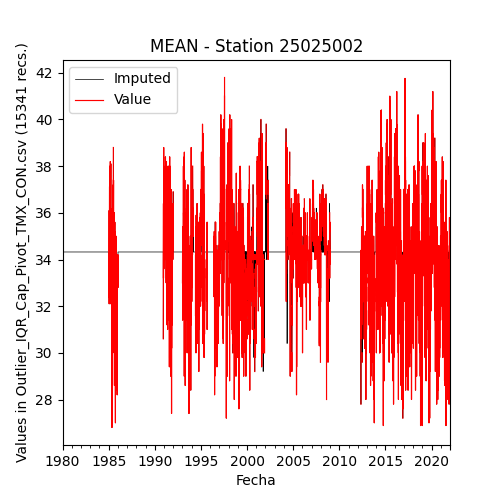 MEAN - Station 25025002
Values in Outlier_IQR_Cap_Pivot_TMX_CON.csv (15341 recs.)
Imputed
Value
42
40
38
36
34
32
30
28
1980 1985 1990 1995 2000 2005 2010 2015 2020
Fecha